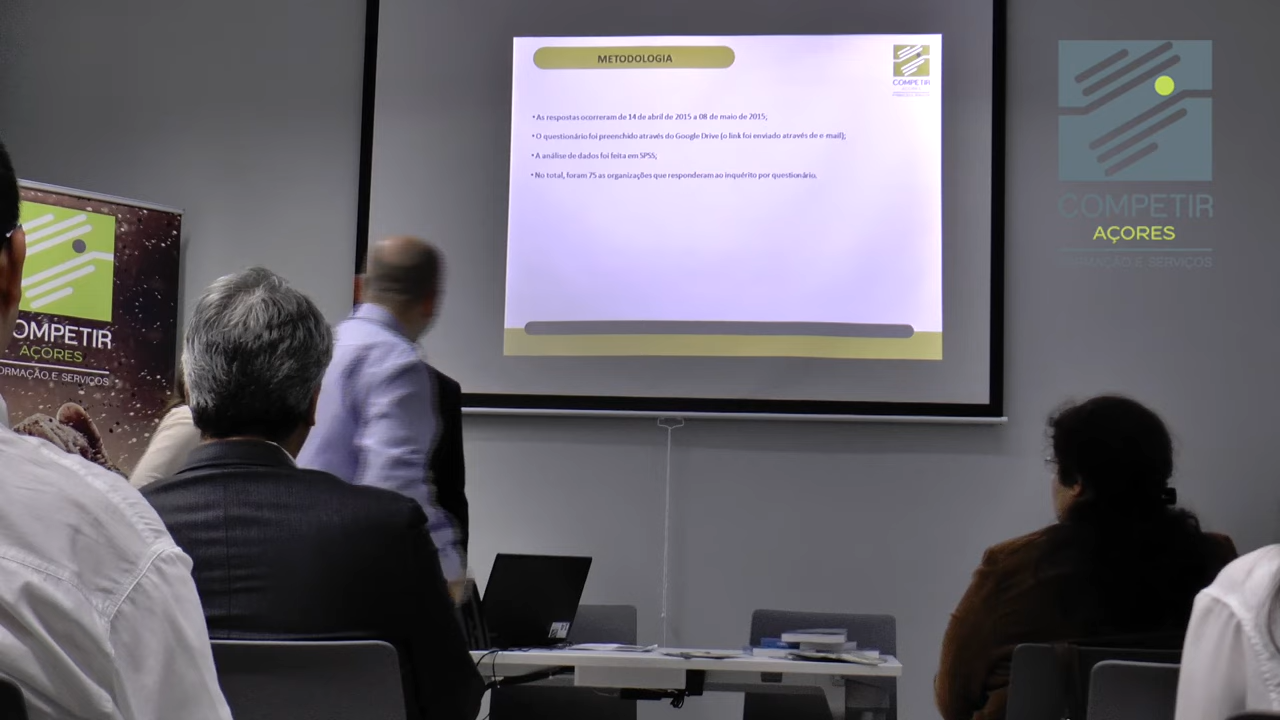 METODOLOGIA
COMPETIR
• As respostas ocorreram de 14 de abril de 2015 a 08 de maio de 2015;
• O questionário foi preenchido através do Google Drive (o link foi enviado através de e-mail);
• A análise de dados foi feita em SPSS;
• No total, foram 75 as organizações que responderam ao inquérito por questionário.
COMPETIR
AÇORES
FORMAÇÃO E SERVIÇOS
OMPETIR
AÇORES
ORMAÇÃO E SERVIÇOS